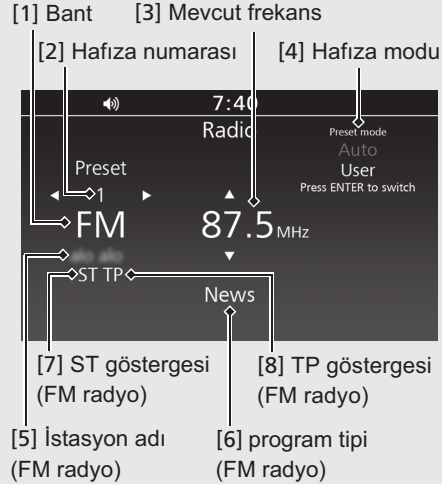 [1] Bant
[3] Mevcut frekans
[2] Hafıza numarası
[4] Hafıza modu
7:40
Radio
Preset mode
Auto
User
Press ENTER to switch
Preset
1
FM
87.5 MHz
ST TP
News
[7] ST göstergesi
(FM radyo)
[8] TP göstergesi
(FM radyo)
[5] İstasyon adı
(FM radyo)
[6] program tipi
(FM radyo)